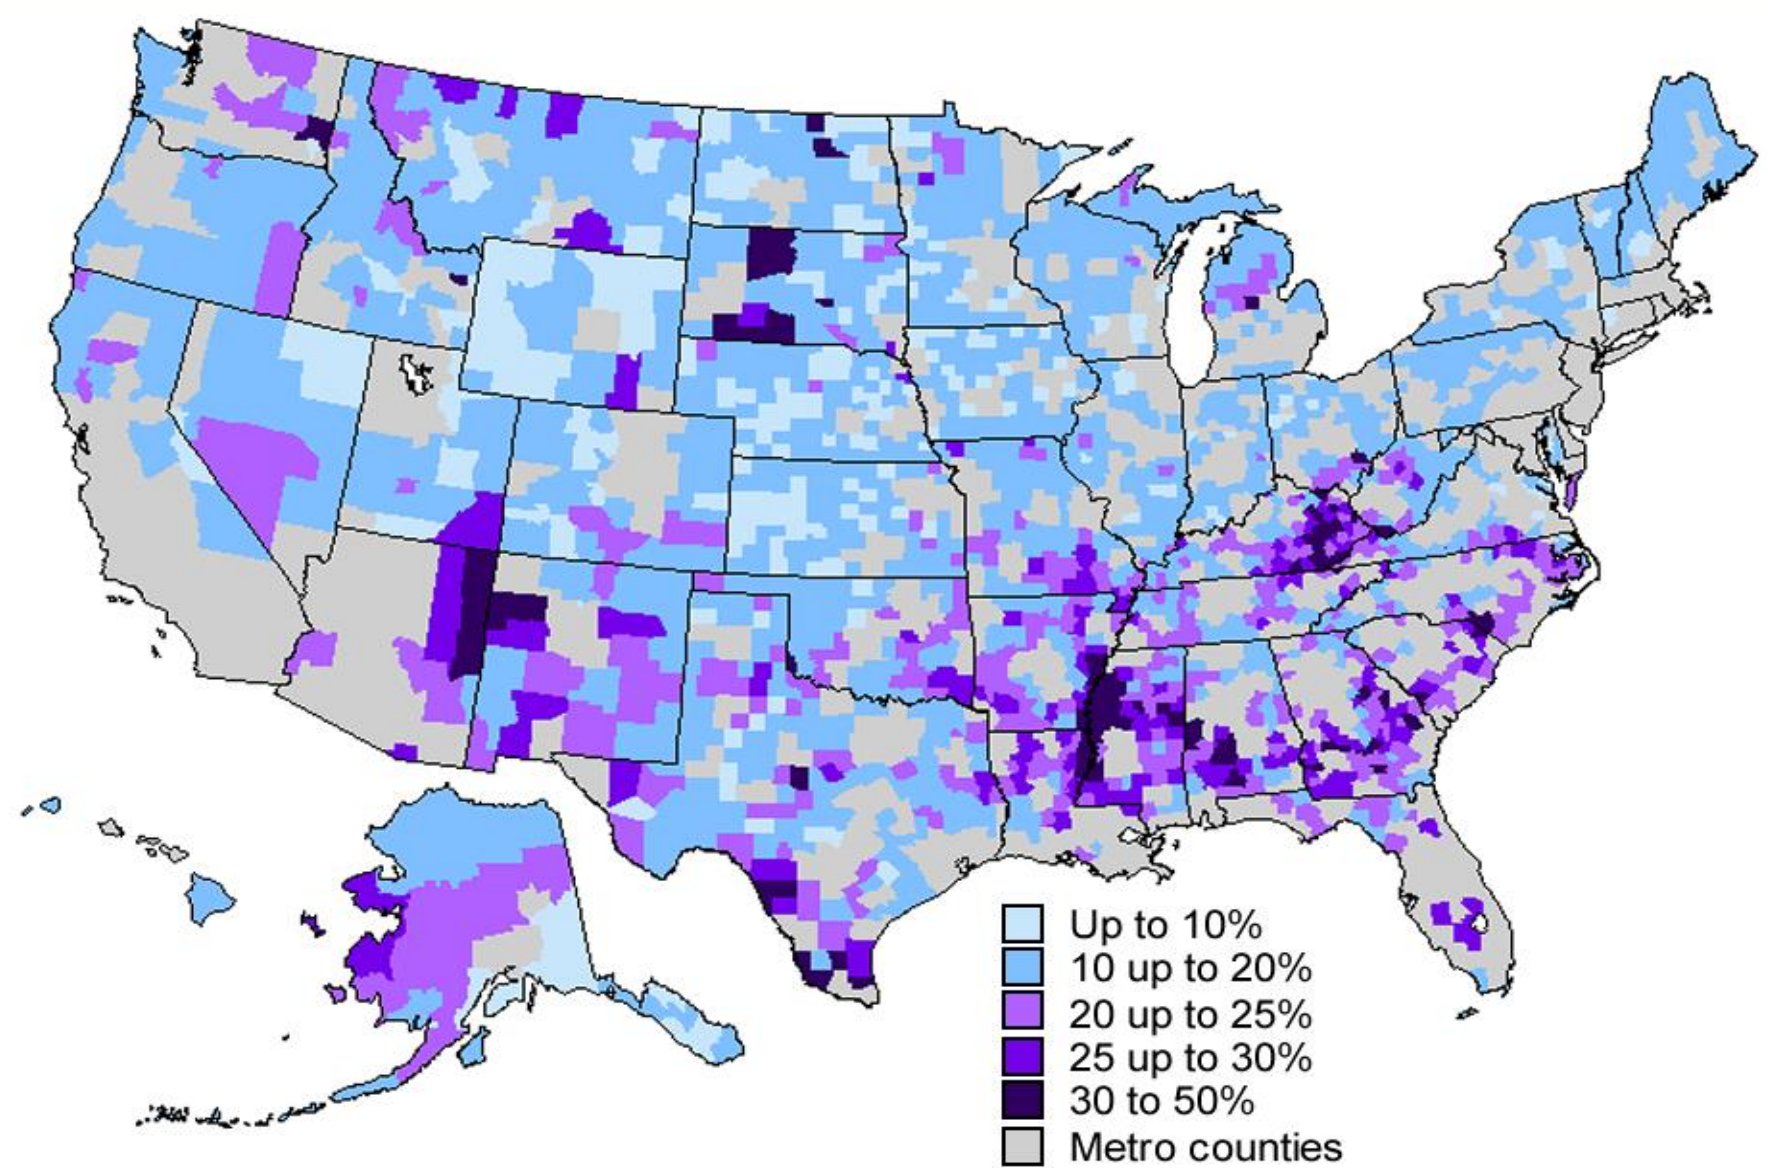 Up to 10%
10 up to 20%
20 up to 25%
25 up to 30%
30 to 50%
Metro counties